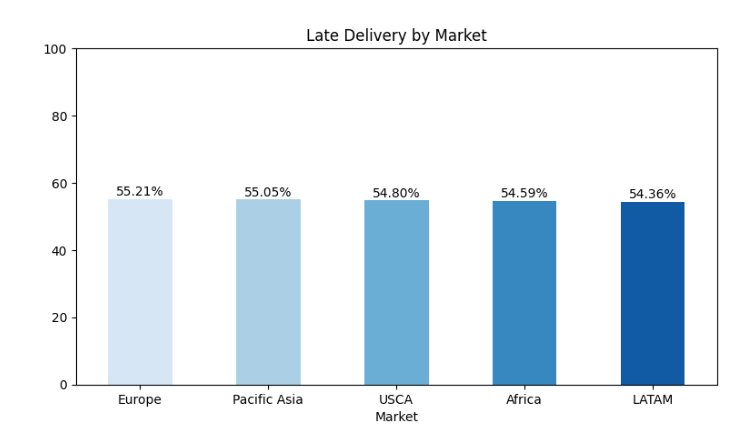 Late Delivery by Market
100
80
60
40
20
0
55.21%
55.05%
54.80%
54.59%
54.36%
Europe
Pacific Asia
USCA
Africa
LATAM
Market